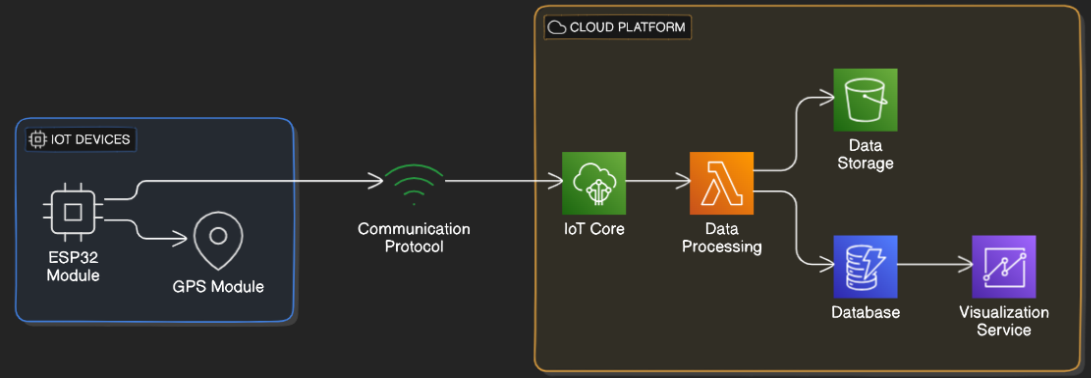 CLOUD PLATFORM
IOT DEVICES
ESP32
Module
GPS Module
Communication
Protocol
IoT Core
Data
Processing
Data
Storage
Database
Visualization
Service